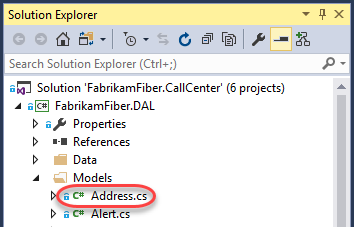 Solution Explorer
Search Solution Explorer (Ctrl+;)
Solution 'FabrikamFiber.CallCenter' (6 projects)
C# FabrikamFiber.DAL
Properties
References
Data
Models
C# Address.cs
C# Alert.cs